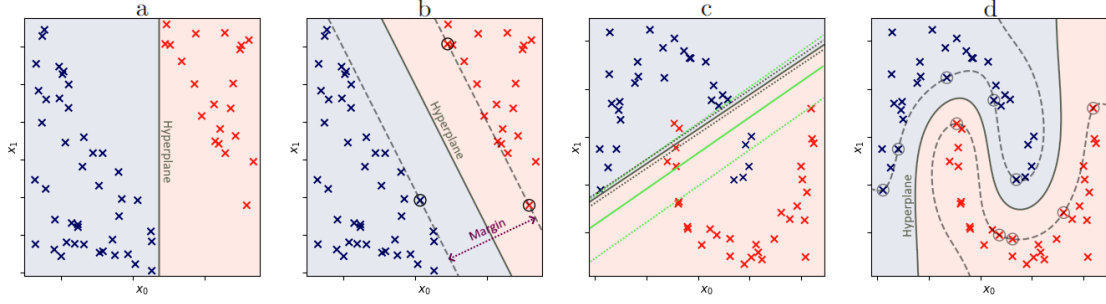 a
b
c
d
x₁
Hyperplane
x₀
x₁
Hyperplane
Margin
x₀
x₁
x₀
x₁
Hyperplane
x₀